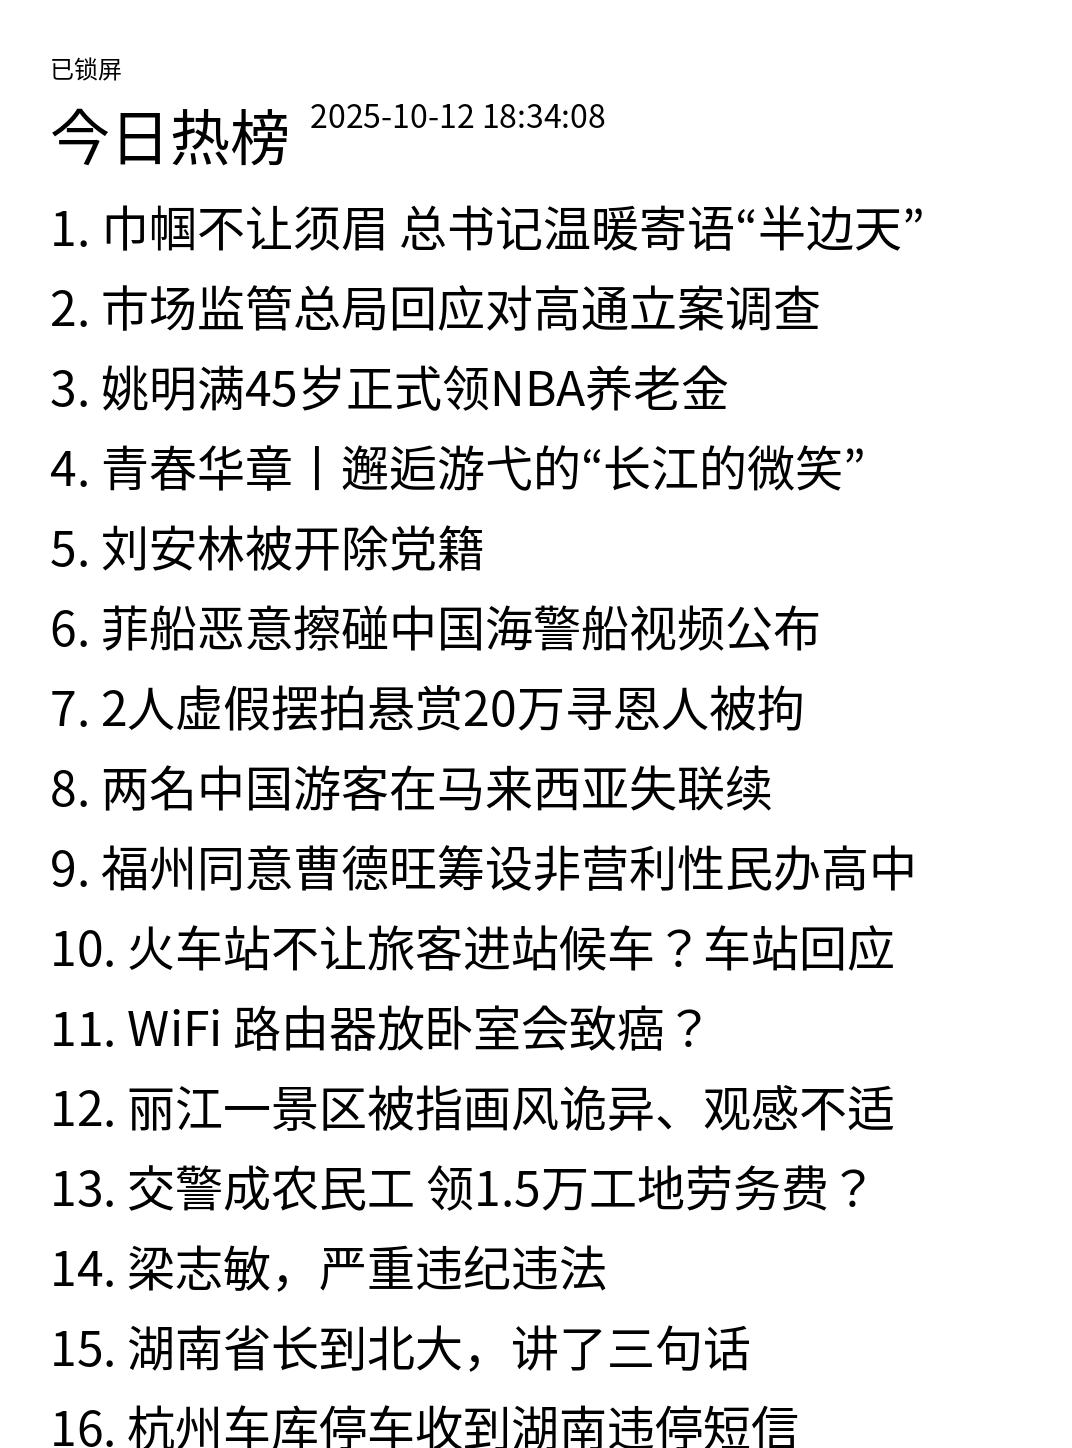 已锁屏
今日热榜 2025-10-12 18:34:08
1. 巾帼不让须眉 总书记温暖寄语“半边天”
2. 市场监管总局回应对高通立案调查
3. 姚明满45岁正式领NBA养老金
4. 青春华章丨邂逅游弋的“长江的微笑”
5. 刘安林被开除党籍
6. 菲船恶意擦碰中国海警船视频公布
7. 2人虚假摆拍悬赏20万寻恩人被拘
8. 两名中国游客在马来西亚失联续
9. 福州同意曹德旺筹设非营利性民办高中
10. 火车站不让旅客进站候车？车站回应
11. WiFi 路由器放卧室会致癌？
12. 丽江一景区被指画风诡异、观感不适
13. 交警成农民工 领1.5万工地劳务费？
14. 梁志敏，严重违纪违法
15. 湖南省长到北大，讲了三句话
16. 杭州车库停车收到湖南违停短信